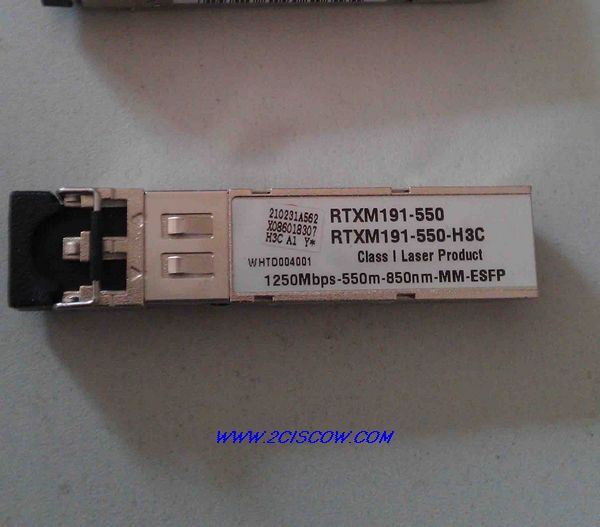 210231A562
X086018307
H3C A1 Y*
WHTD004001
RTXM191-550
RTXM191-550-H3C
Class I Laser Product
1250Mbps-550m-850nm-MM-ESFP
WWW.2CISCOW.COM